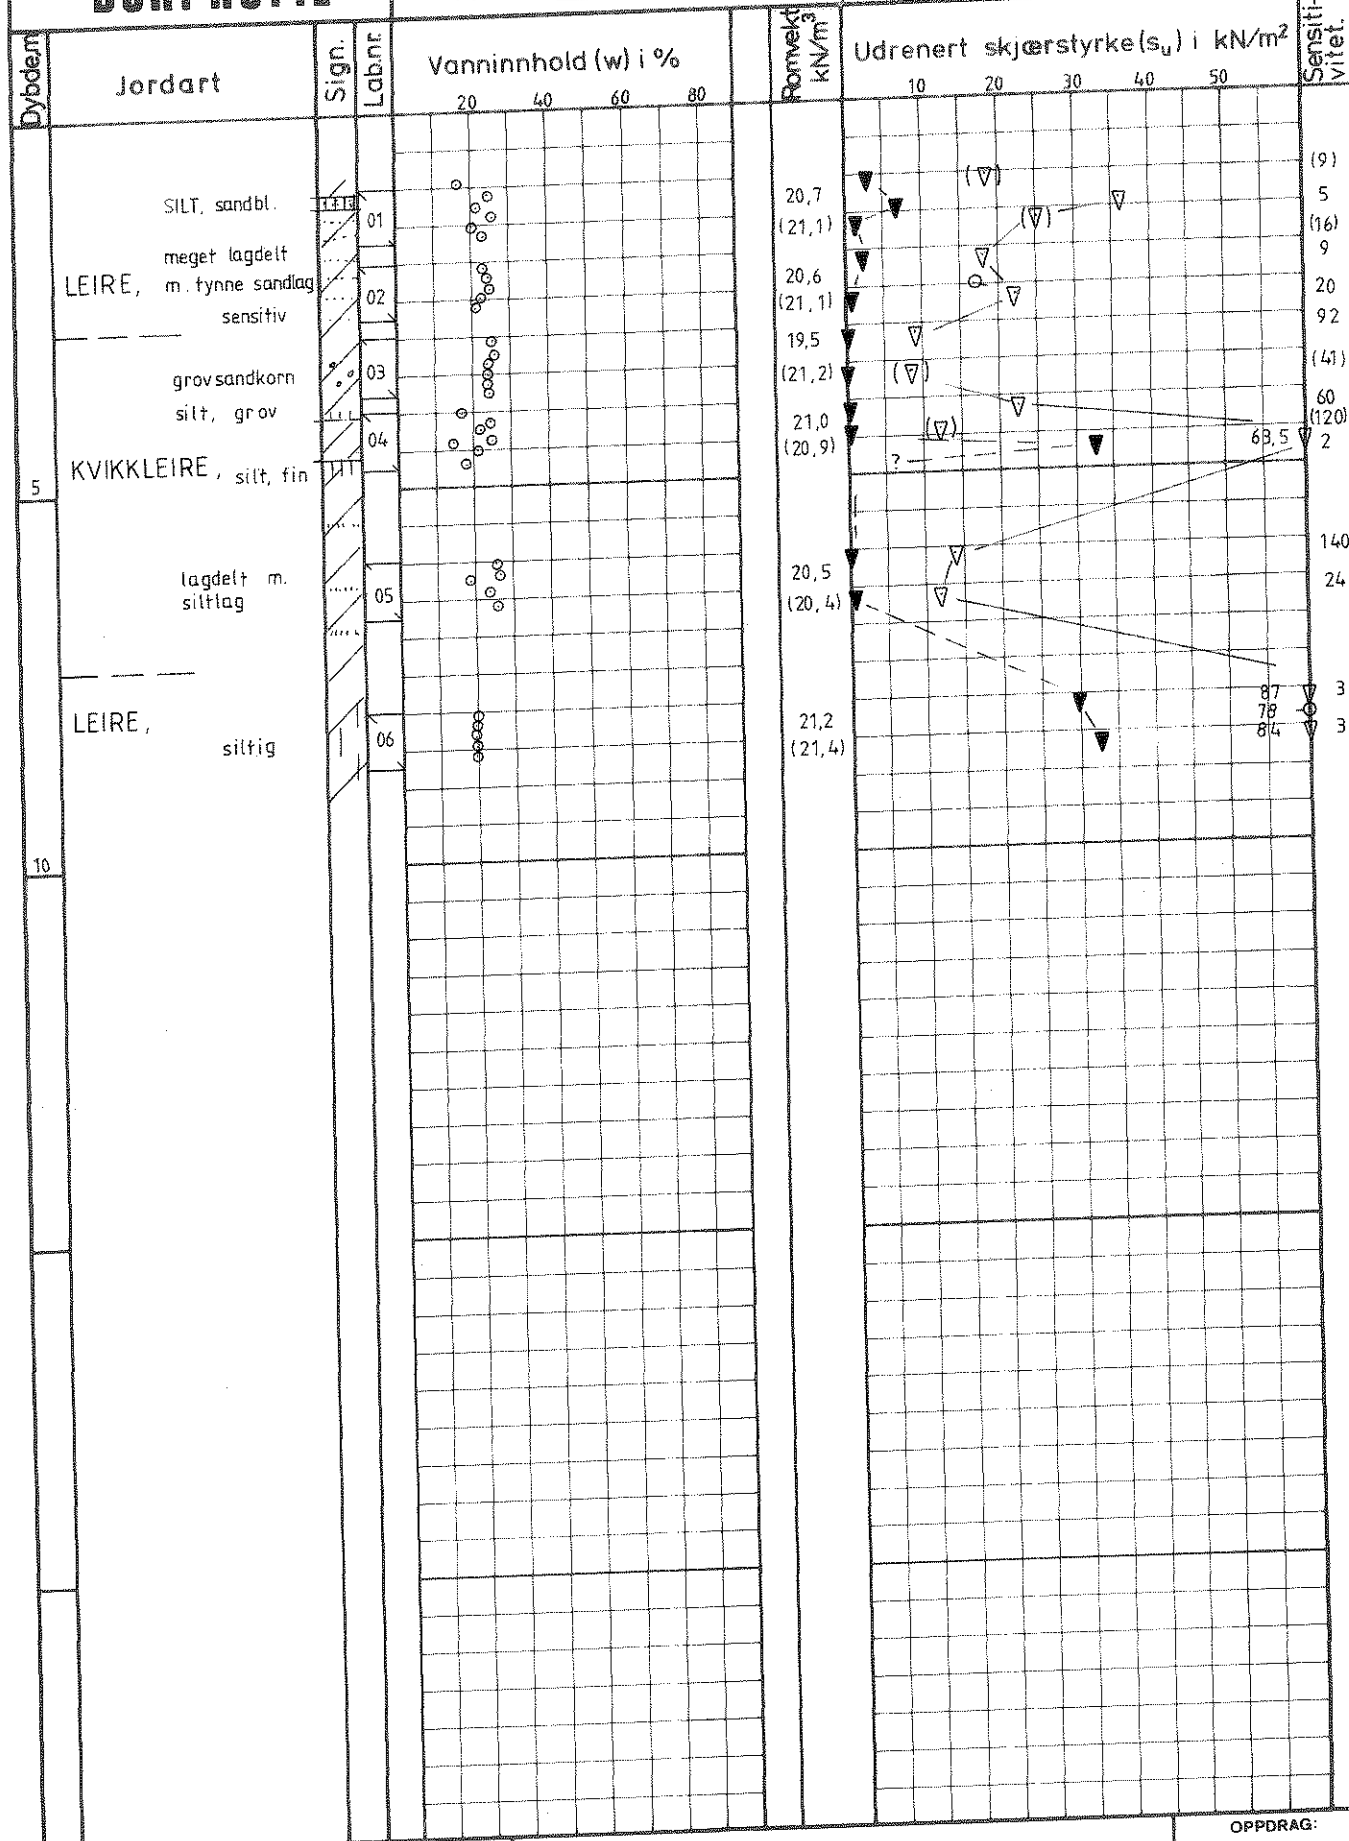 Dybde,m
Jordart
Sign.
Lab.nr.
Vanninnhold (w) i %
20 40 60 80
Romvekt kN/m³
Udrenert skjærstyrke (su) i kN/m²
10 20 30 40 50
Sensiti-
vitet.
(9)
SILT, sandbl.
01
20,7
5
(21,1)
(16)
meget lagdelt
9
LEIRE, m. tynne sandlag
02
20,6
20
(21,1)
sensitiv
92
19,5
grovsandkorn
03
(21,2)
(41)
silt, grov
60
04
21,0
(120)
(20,9)
63,5
2
?
KVIKKLEIRE, silt, fin
5
140
lagdelt m.
siltlag
05
20,5
24
(20,4)
87
3
78
LEIRE,
siltig
06
21,2
84
3
(21,4)
10
OPPDRAG: